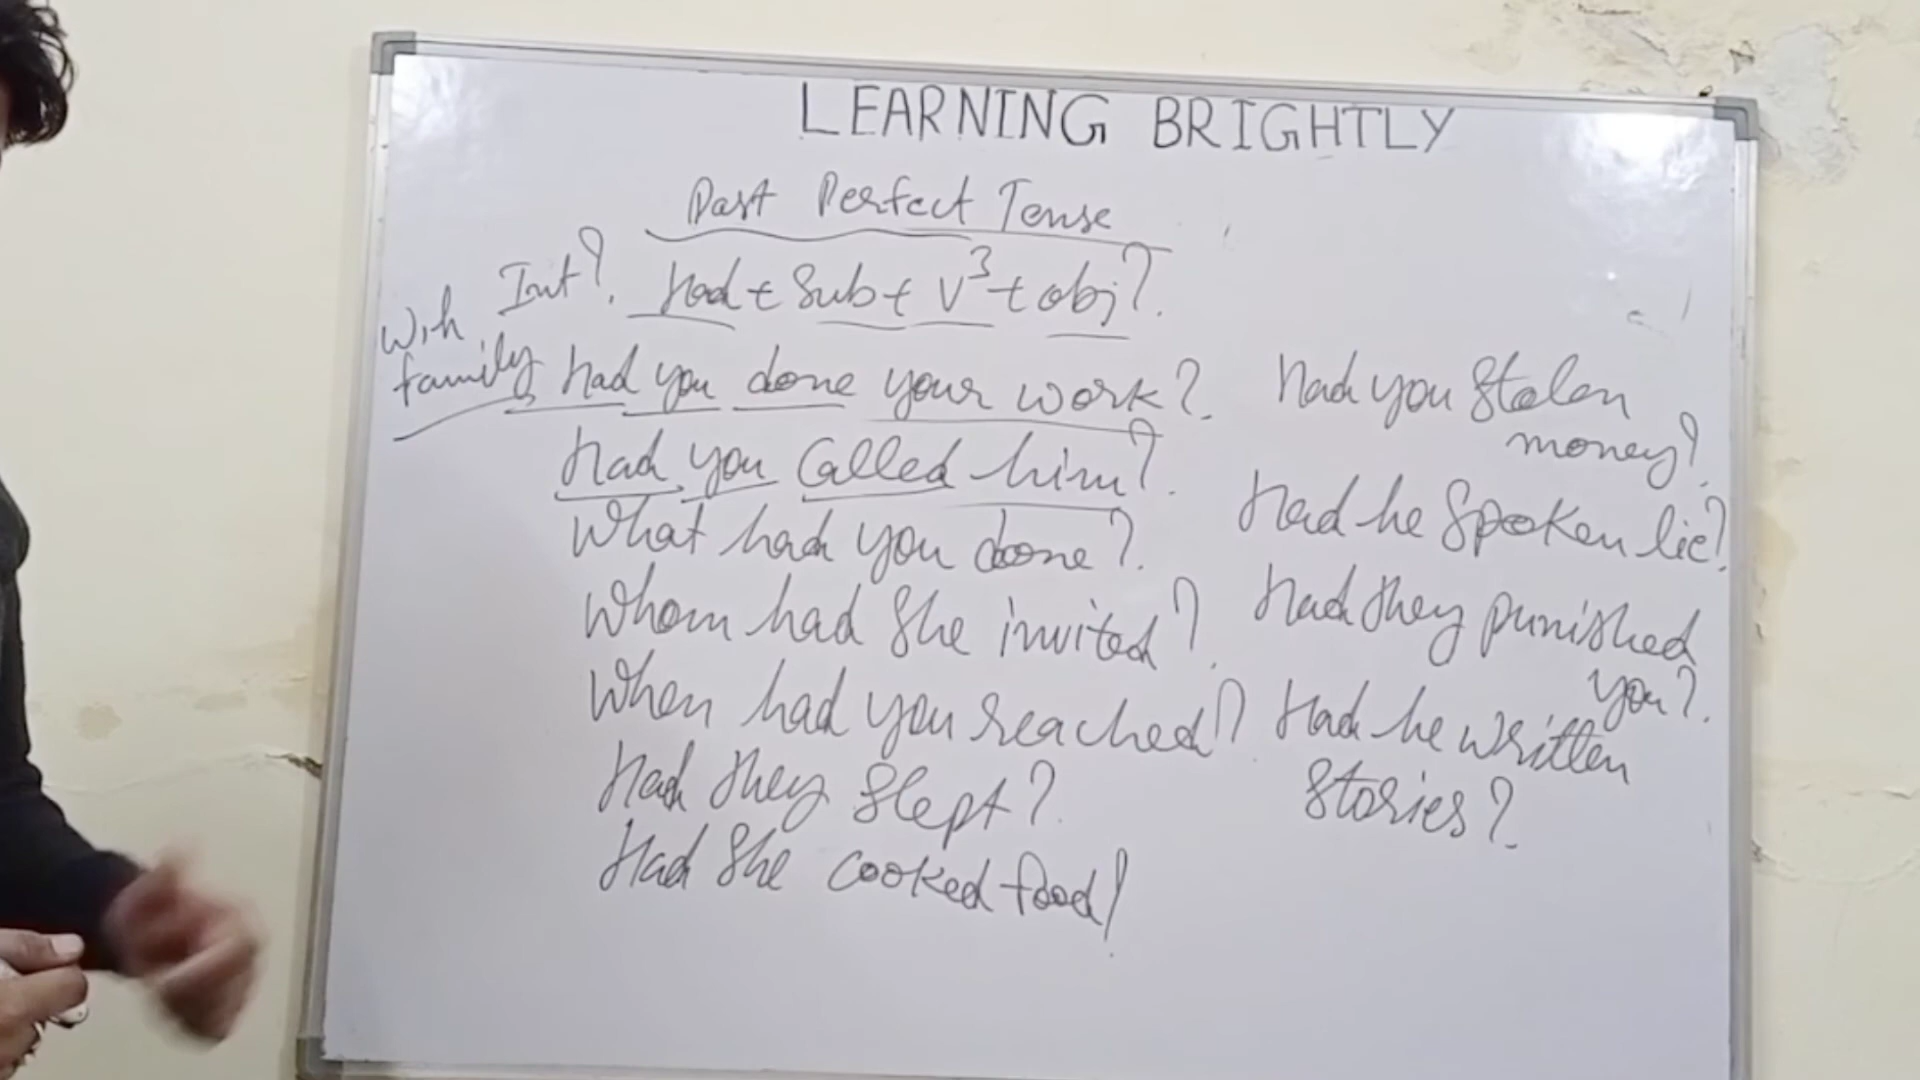 LEARNING BRIGHTLY
Past Perfect Tense
Int? Had + Sub + V³ + obj?
With family
Had you done your work?
Had you Called him?
What had you done?
Whom had She invited?
When had you reached?
Had they Slept?
Had She cooked food?
Had you Stolen
money?
Had he Spoken lie?
Had they punished
you?
Had he written
Stories?